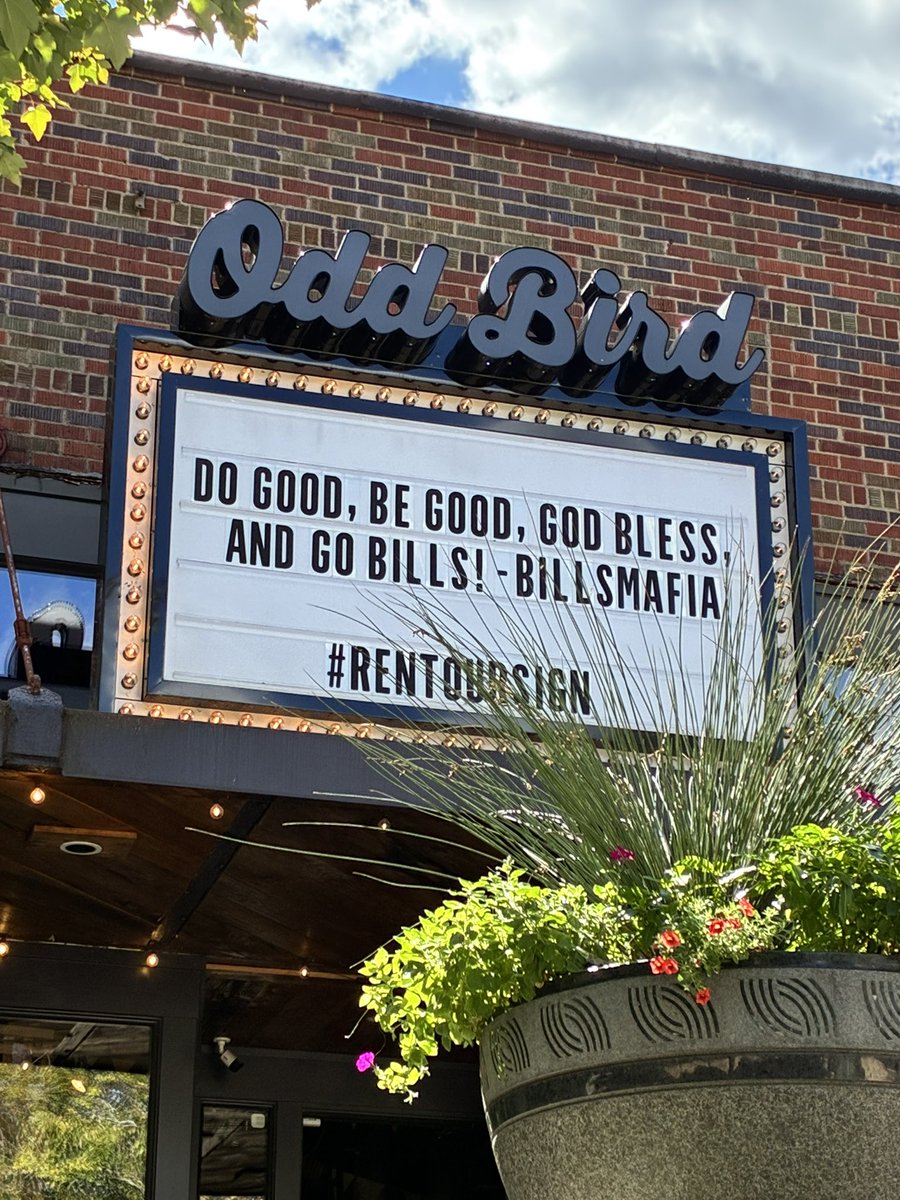 Odd Bird
DO GOOD, BE GOOD, GOD BLESS,
AND GO BILLS! -BILLSMAFIA
#RENTOURSIGN